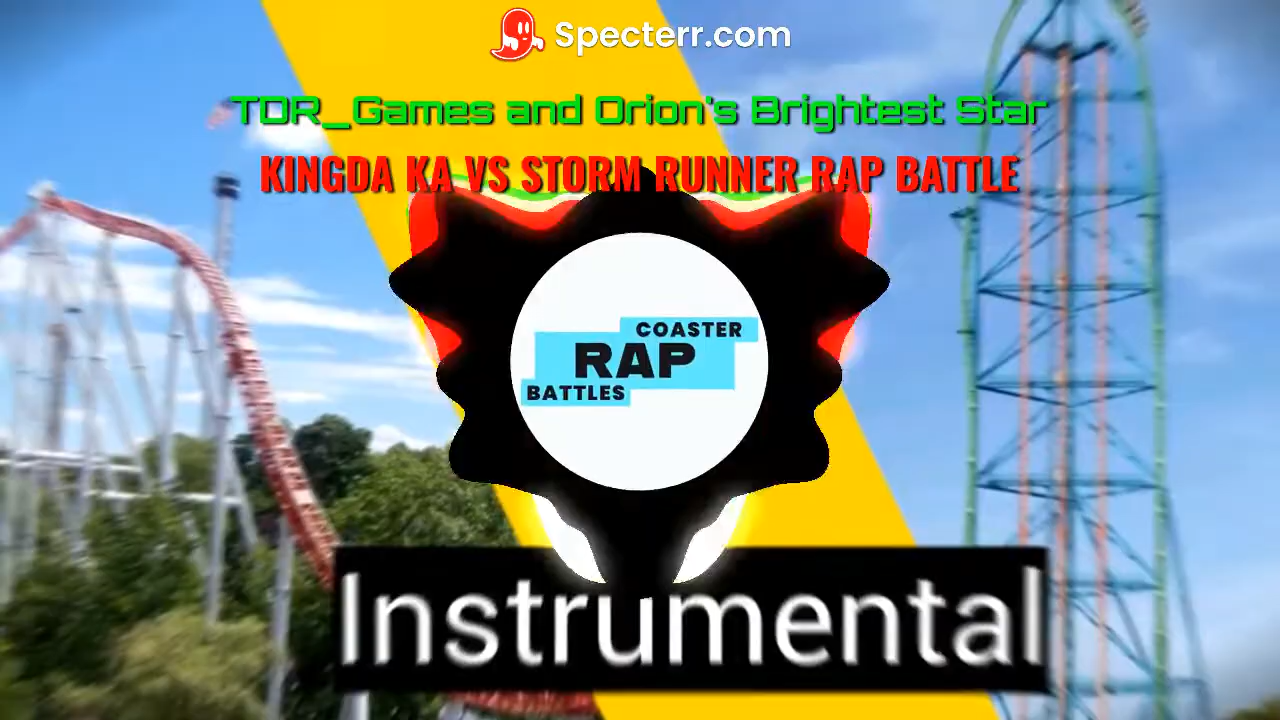 Specterr.com
TDR_Games and Orion's Brightest Star
KINGDA KA VS STORM RUNNER RAP BATTLE
COASTER
RAP
BATTLES
Instrumental